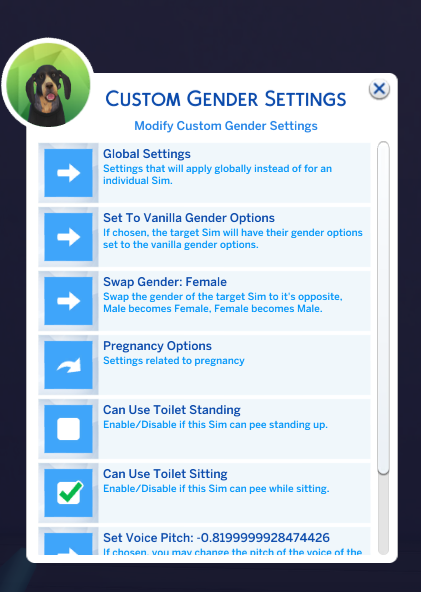 Custom Gender Settings
Modify Custom Gender Settings
Global Settings
Settings that will apply globally instead of for an
individual Sim.
Set To Vanilla Gender Options
If chosen, the target Sim will have their gender options
set to the vanilla gender options.
Swap Gender: Female
Swap the gender of the target Sim to it's opposite,
Male becomes Female, Female becomes Male.
Pregnancy Options
Settings related to pregnancy
Can Use Toilet Standing
Enable/Disable if this Sim can pee standing up.
Can Use Toilet Sitting
Enable/Disable if this Sim can pee while sitting.
Set Voice Pitch: -0.8199999928474426
If chosen, you may change the pitch of the voice of the